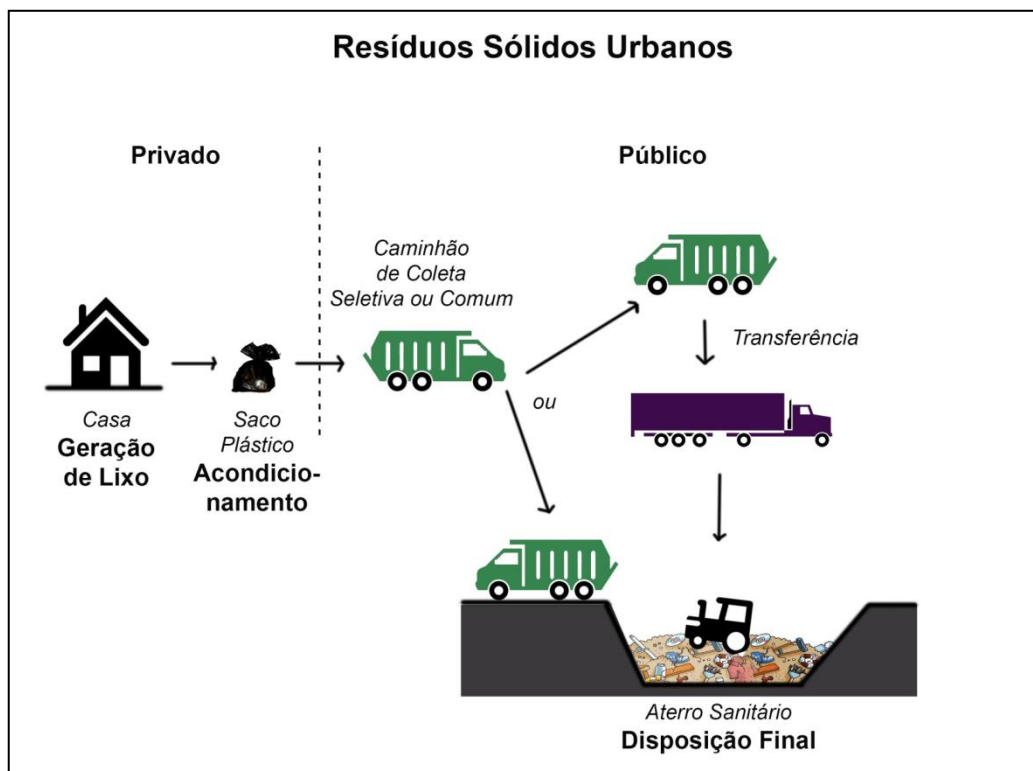 Resíduos Sólidos Urbanos
Privado
Público
Caminhão
de Coleta
Seletiva ou Comum
Transferência
ou
Casa
Geração
de Lixo
Saco
Plástico
Acondicio-
namento
Aterro Sanitário
Disposição Final